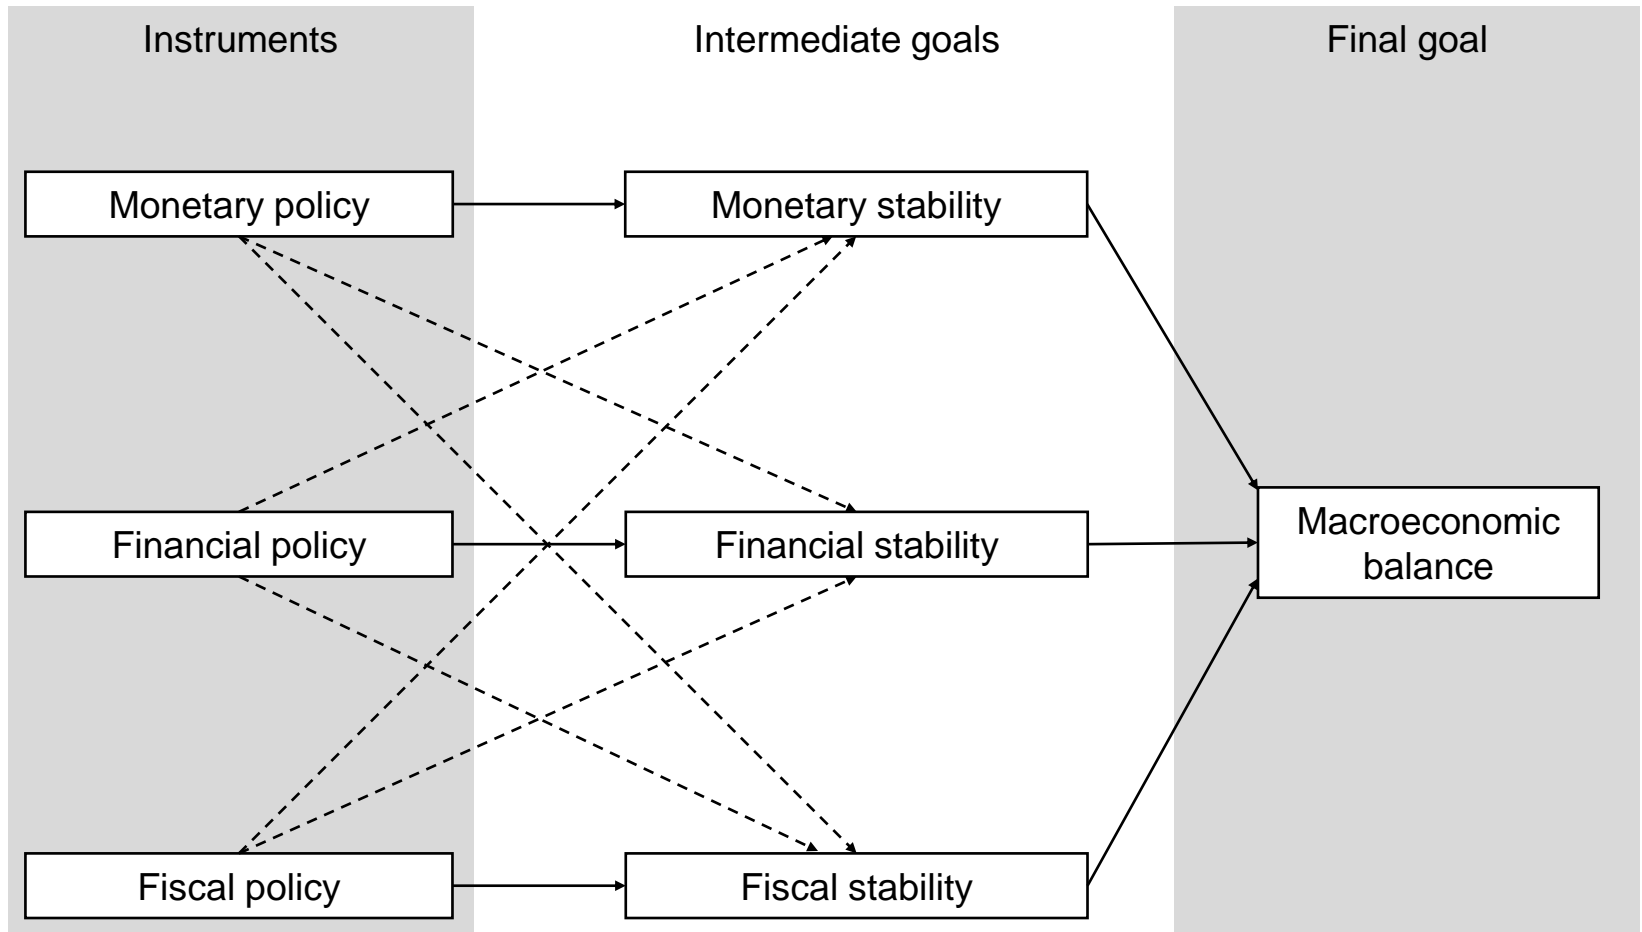 Instruments
Intermediate goals
Final goal
Monetary policy
Monetary stability
Financial policy
Financial stability
Macroeconomic
balance
Fiscal policy
Fiscal stability